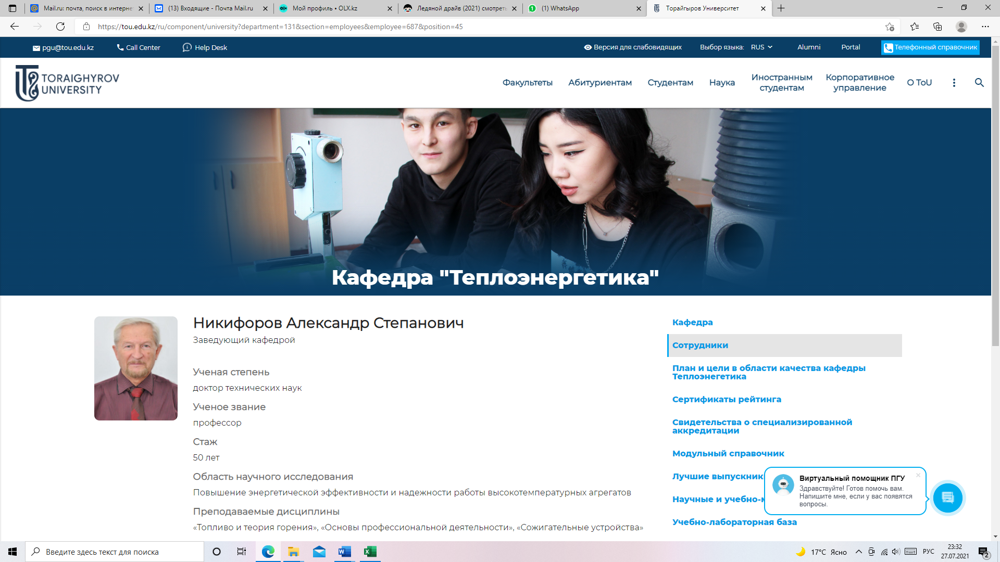 Mail.ru: почта, поиск в интернет
(13) Входящие - Почта Mail.ru
Мой профиль • OLX.kz
Ледяной драйв (2021) смотреть
(1) WhatsApp
Торайгыров Университет
https://tou.edu.kz/ru/component/university?department=131&section=employees&employee=687&position=45
pgu@tou.edu.kz
Call Center
Help Desk
Версия для слабовидящих
Выбор языка: RUS
Alumni
Portal
Телефонный справочник
TORAIGHYROV
UNIVERSITY
Факультеты
Абитуриентам
Студентам
Наука
Иностранным
студентам
Корпоративное
управление
О ToU
Кафедра "Теплоэнергетика"
Никифоров Александр Степанович
Заведующий кафедрой
Ученая степень
доктор технических наук
Ученое звание
профессор
Стаж
50 лет
Область научного исследования
Повышение энергетической эффективности и надежности работы высокотемпературных агрегатов
Преподаваемые дисциплины
«Топливо и теория горения», «Основы профессиональной деятельности», «Сожигательные устройства»
Кафедра
Сотрудники
План и цели в области качества кафедры
Теплоэнегетика
Сертификаты рейтинга
Свидетельства о специализированной
аккредитации
Модульный справочник
Лучшие выпускник
Научные и учебно-м
Учебно-лабораторная база
Виртуальный помощник ПГУ
Здравствуйте! Готов помочь вам.
Напишите мне, если у вас появятся
вопросы.
Введите здесь текст для поиска
17°C Ясно
РУС
23:32
27.07.2021
2